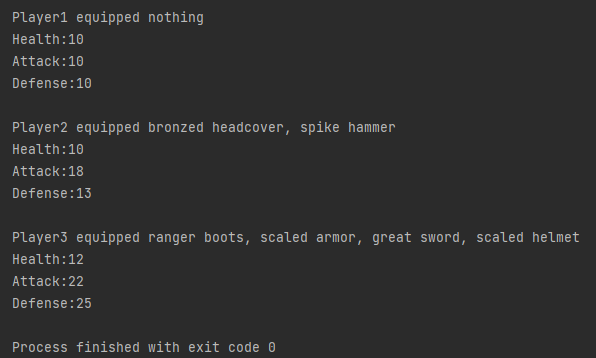 Player1 equipped nothing
Health:10
Attack:10
Defense:10
Player2 equipped bronzed headcover, spike hammer
Health:10
Attack:18
Defense:13
Player3 equipped ranger boots, scaled armor, great sword, scaled helmet
Health:12
Attack:22
Defense:25
Process finished with exit code 0